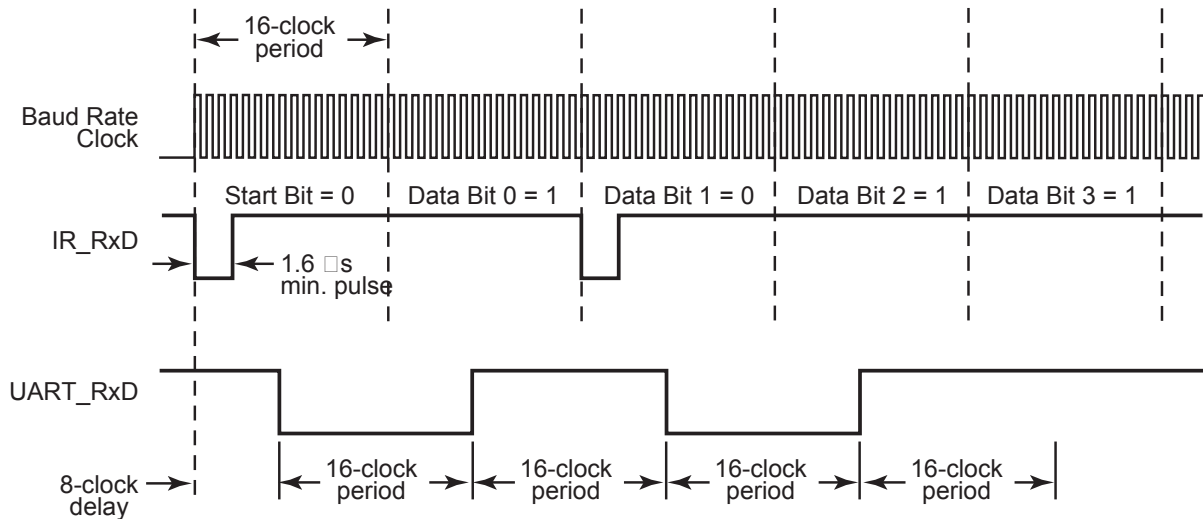 16-clock
period
Baud Rate
Clock
Start Bit = 0
Data Bit 0 = 1
Data Bit 1 = 0
Data Bit 2 = 1
Data Bit 3 = 1
IR_RxD
1.6 □s
min. pulse
UART_RxD
8-clock
delay
16-clock
period
16-clock
period
16-clock
period
16-clock
period